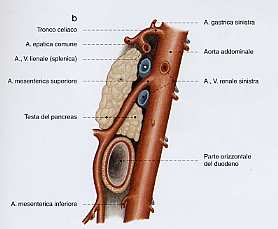 b
Tronco celiaco
A. epatica comune
A., V. lienale (splenica)
A. mesenterica superiore
Testa del pancreas
A. mesenterica inferiore
A. gastrica sinistra
Aorta addominale
A., V. renale sinistra
Parte orizzontale
del duodeno